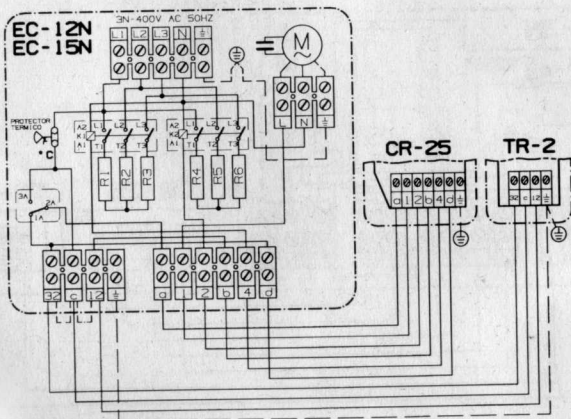 EC-12N
EC-15N
3N-400V AC 50HZ
L1 L2 L3 N
M
L N
PROTECTOR
TERMICO
* C
A2 L1 L2 L3
K1
A1 T1 T2 T3
A2 L1 L2 L3
K2
A1 T1 T2 T3
R1 R2 R3 R4 R5 R6
3A 2A
1A
32 c 12
a 1 2 b 4 d
CR-25
a 1 2 b 4 d
TR-2
32 c 12